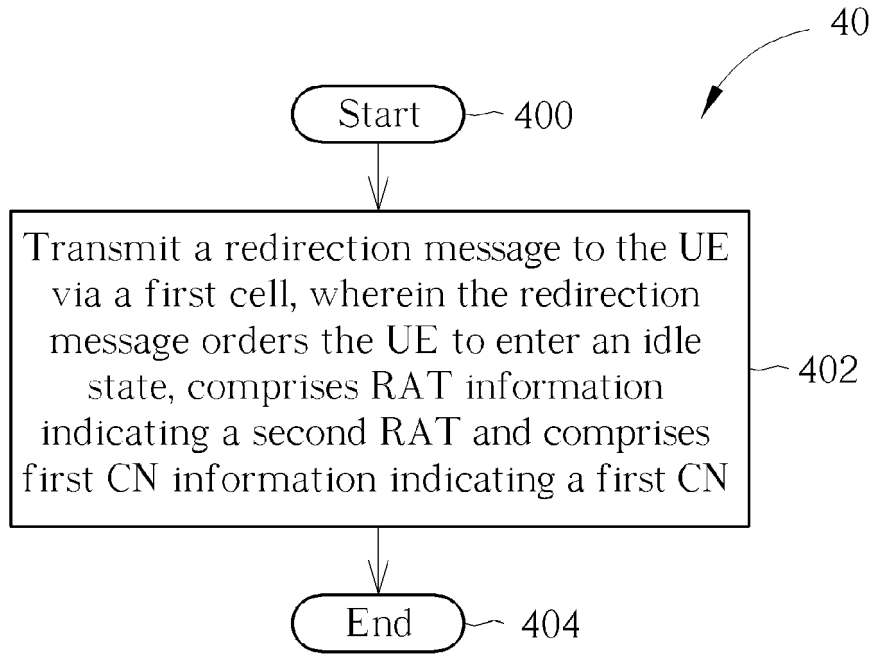 40
Start
400
Transmit a redirection message to the UE
via a first cell, wherein the redirection
message orders the UE to enter an idle
state, comprises RAT information
indicating a second RAT and comprises
first CN information indicating a first CN
402
End
404